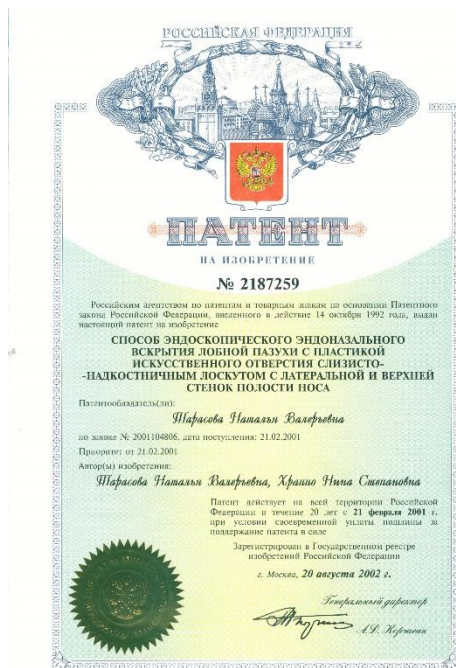 РОССИЙСКАЯ ФЕДЕРАЦИЯ
ПАТЕНТ
НА ИЗОБРЕТЕНИЕ
№ 2187259
Российским агентством по патентам и товарным знакам на основании Патентного
закона Российской Федерации, введенного в действие 14 октября 1992 года, выдан
настоящий патент на изобретение
СПОСОБ ЭНДОСКОПИЧЕСКОГО ЭНДОНАЗАЛЬНОГО
ВСКРЫТИЯ ЛОБНОЙ ПАЗУХИ С ПЛАСТИКОЙ
ИСКУССТВЕННОГО ОТВЕРСТИЯ СЛИЗИСТО-
-НАДКОСТНИЧНЫМ ЛОСКУТОМ С ЛАТЕРАЛЬНОЙ И ВЕРХНЕЙ
СТЕНОК ПОЛОСТИ НОСА
Патентообладатель(ли):
Тарасова Наталья Валерьевна
по заявке № 2001104806, дата поступления: 21.02.2001
Приоритет от 21.02.2001
Автор(ы) изобретения:
Тарасова Наталья Валерьевна, Храппо Нина Степановна
Патент действует на всей территории Российской
Федерации в течение 20 лет с 21 февраля 2001 г.
при условии своевременной уплаты пошлины за
поддержание патента в силе
Зарегистрирован в Государственном реестре
изобретений Российской Федерации
г. Москва, 20 августа 2002 г.
Генеральный директор
А.Д. Корчагин